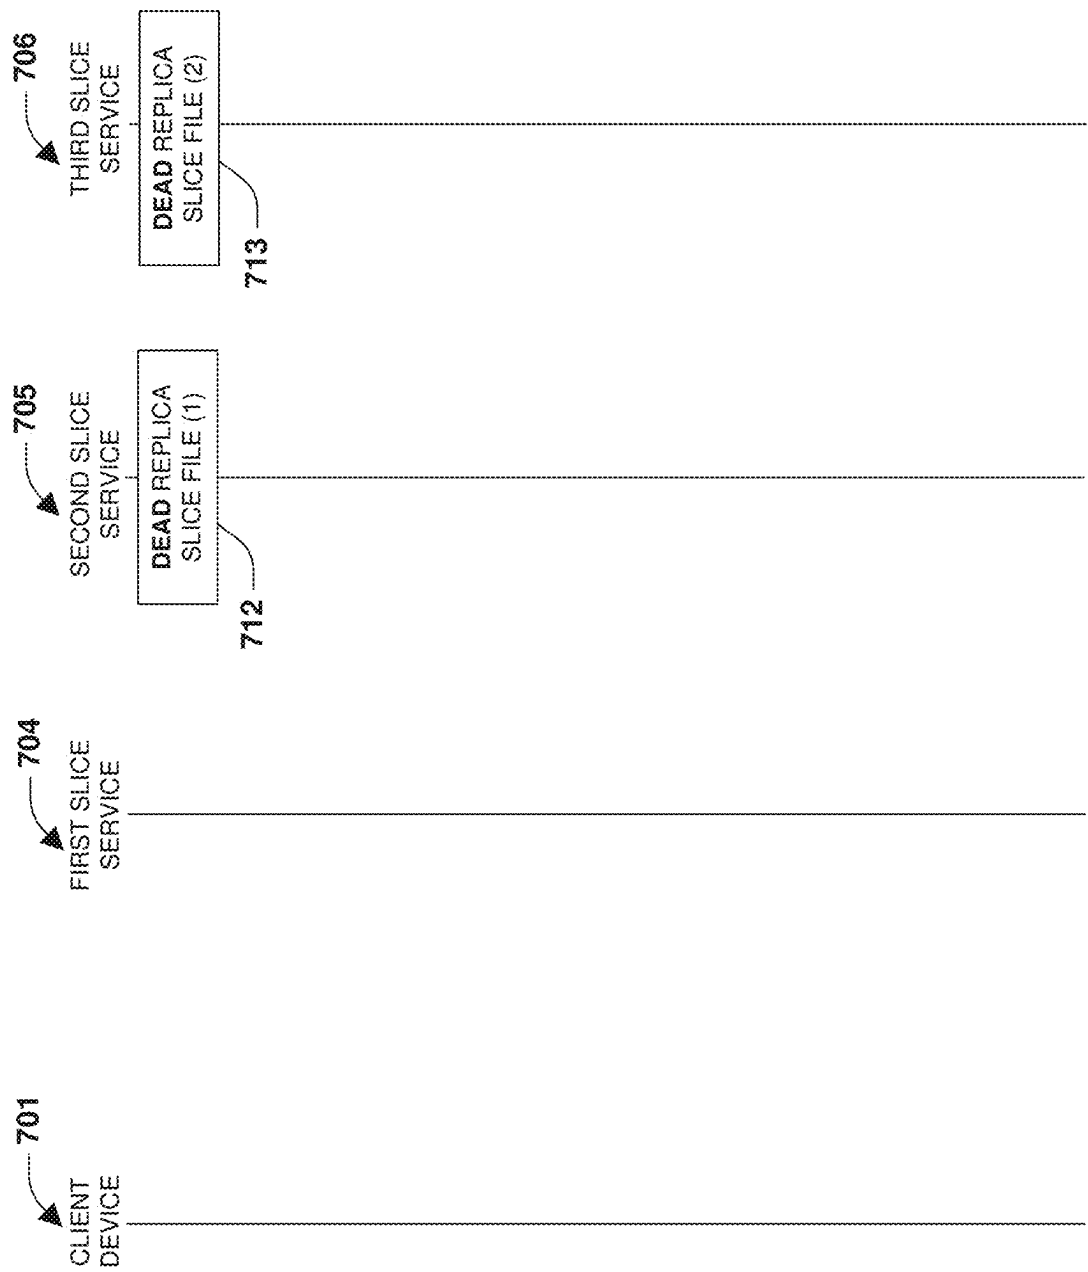 701
CLIENT
DEVICE
704
FIRST SLICE
SERVICE
705
SECOND SLICE
SERVICE
DEAD REPLICA
SLICE FILE (1)
712
706
THIRD SLICE
SERVICE
DEAD REPLICA
SLICE FILE (2)
713